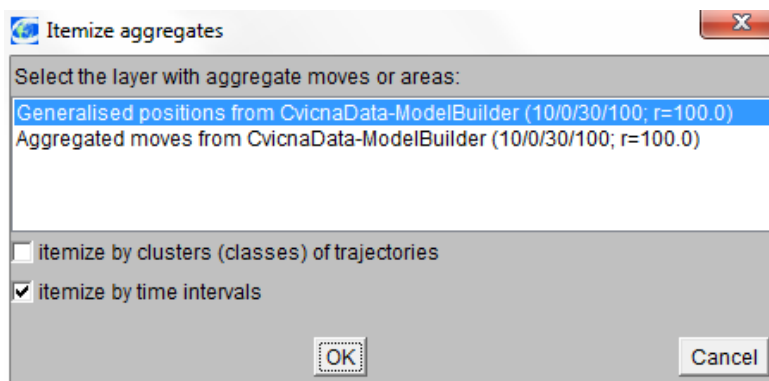 Itemize aggregates
Select the layer with aggregate moves or areas:
Generalised positions from CvicnaData-ModelBuilder (10/0/30/100; r=100.0)
Aggregated moves from CvicnaData-ModelBuilder (10/0/30/100; r=100.0)
itemize by clusters (classes) of trajectories
itemize by time intervals
OK Cancel